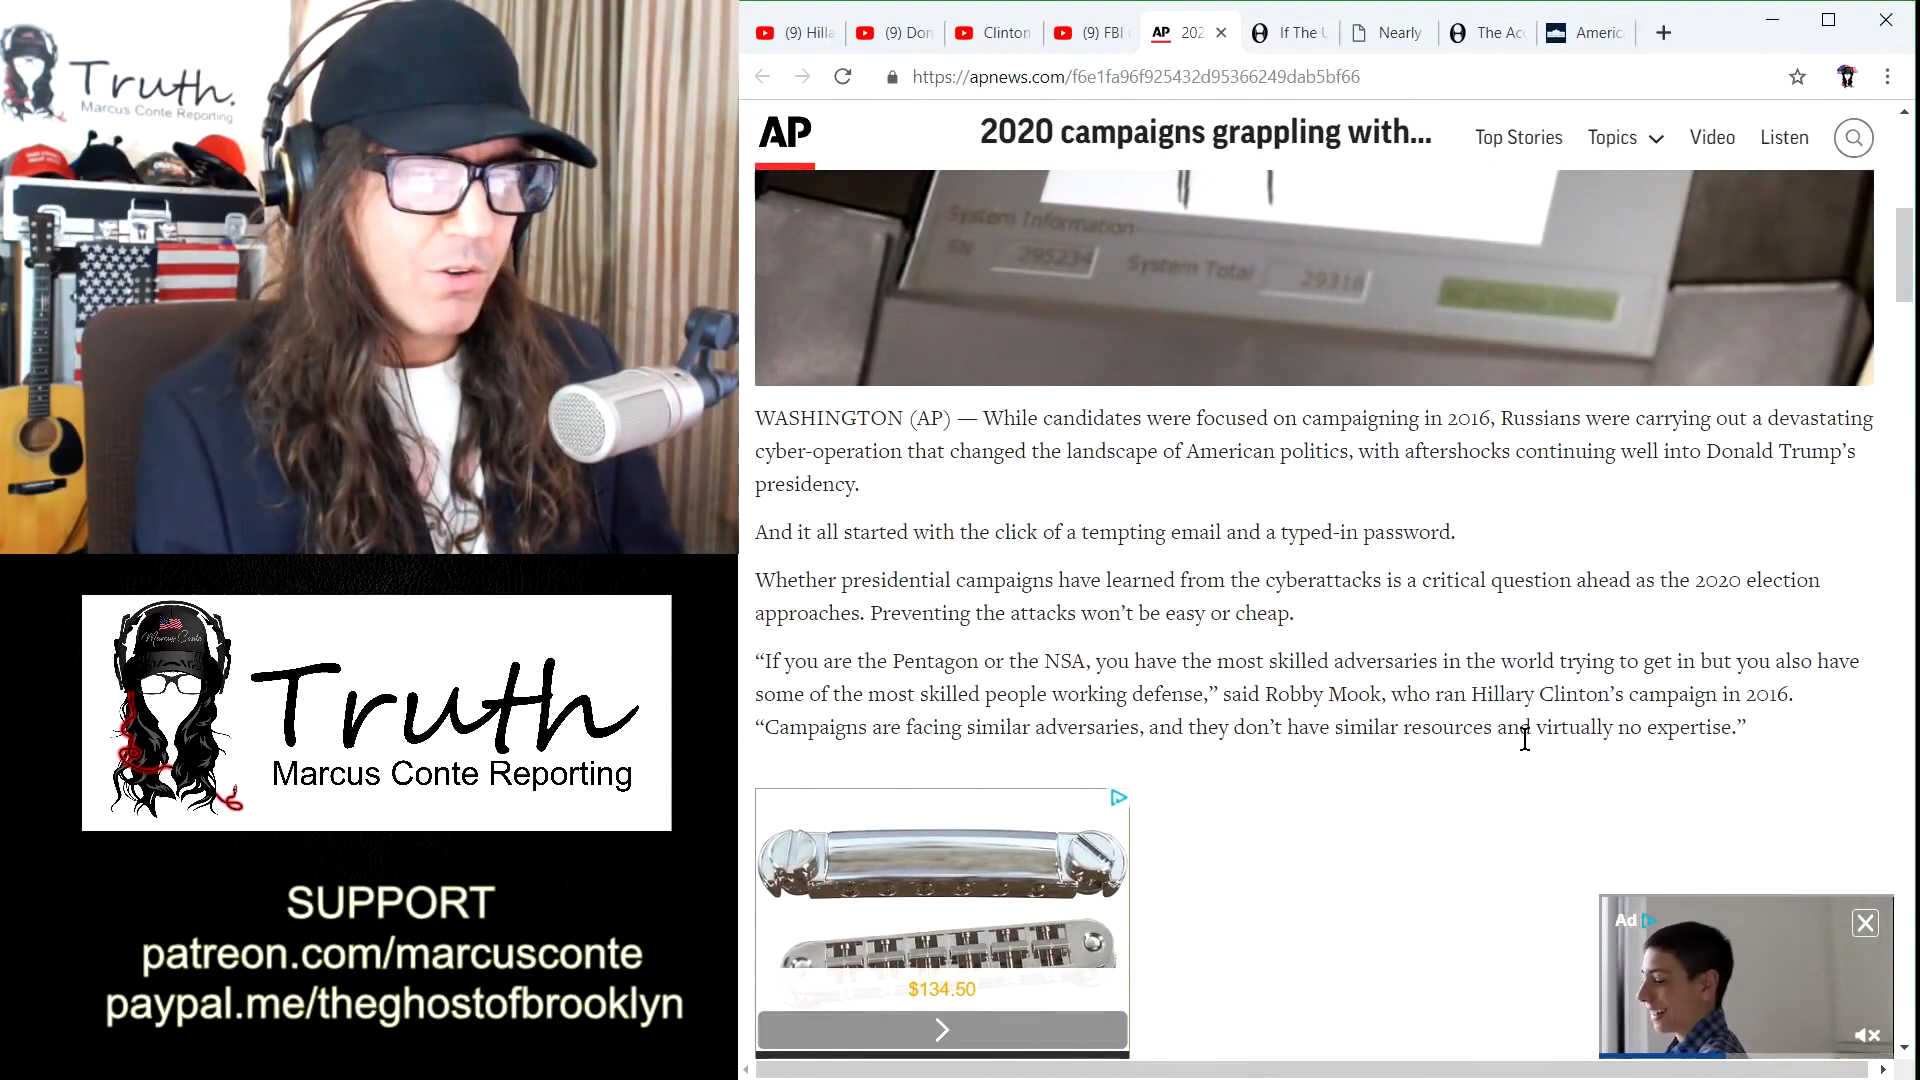 Truth.
Marcus Conte Reporting
Marcus Conte
Truth
Marcus Conte Reporting
SUPPORT
patreon.com/marcusconte
paypal.me/theghostofbrooklyn
(9) Hilla
(9) Don
Clinton
(9) FBI
AP 202
If The U
Nearly
The Acc
Americ
https://apnews.com/f6e1fa96f925432d95366249dab5bf66
AP
2020 campaigns grappling with...
Top Stories
Topics
Video
Listen
System Information
SN 295234 System Total 29318
WASHINGTON (AP) — While candidates were focused on campaigning in 2016, Russians were carrying out a devastating
cyber-operation that changed the landscape of American politics, with aftershocks continuing well into Donald Trump’s
presidency.
And it all started with the click of a tempting email and a typed-in password.
Whether presidential campaigns have learned from the cyberattacks is a critical question ahead as the 2020 election
approaches. Preventing the attacks won’t be easy or cheap.
“If you are the Pentagon or the NSA, you have the most skilled adversaries in the world trying to get in but you also have
some of the most skilled people working defense,” said Robby Mook, who ran Hillary Clinton’s campaign in 2016.
“Campaigns are facing similar adversaries, and they don’t have similar resources and virtually no expertise.”
$134.50
Ad